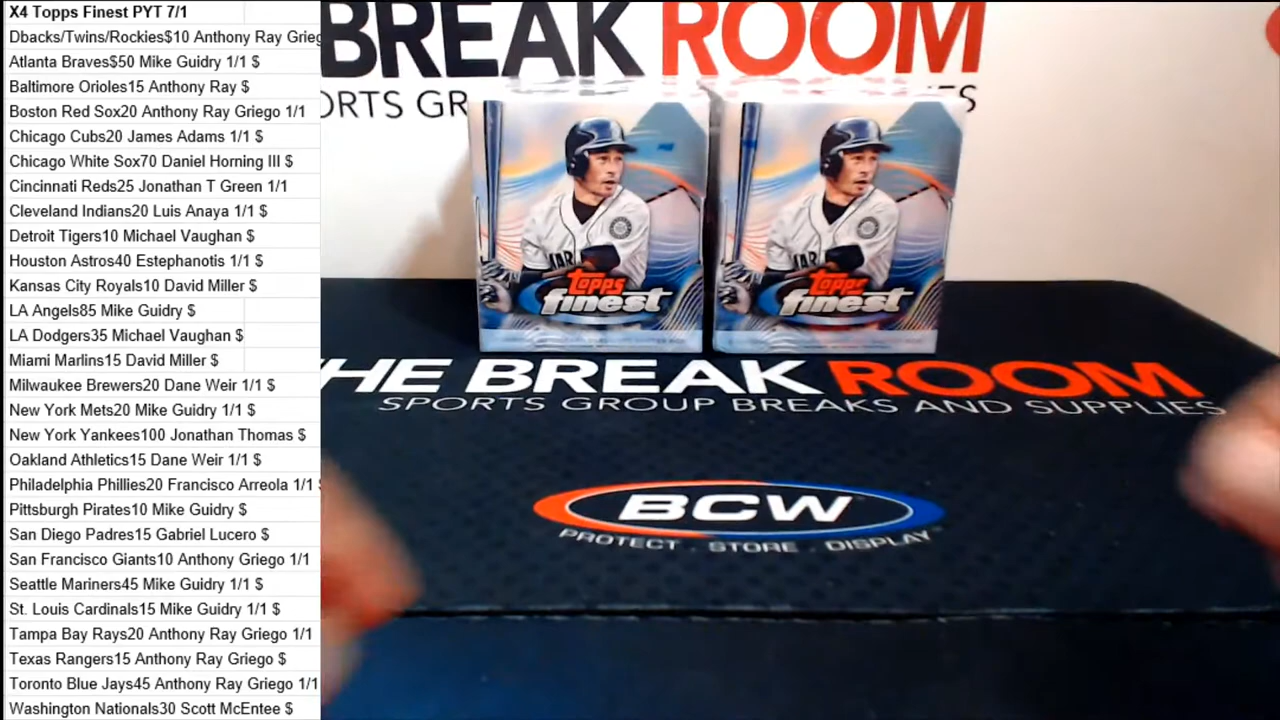 X4 Topps Finest PYT 7/1
Dbacks/Twins/Rockies$10 Anthony Ray Grieg
Atlanta Braves$50 Mike Guidry 1/1 $
Baltimore Orioles15 Anthony Ray $
Boston Red Sox20 Anthony Ray Griego 1/1
Chicago Cubs20 James Adams 1/1 $
Chicago White Sox70 Daniel Horning III $
Cincinnati Reds25 Jonathan T Green 1/1
Cleveland Indians20 Luis Anaya 1/1 $
Detroit Tigers10 Michael Vaughan $
Houston Astros40 Estephanotis 1/1 $
Kansas City Royals10 David Miller $
LA Angels85 Mike Guidry $
LA Dodgers35 Michael Vaughan $
Miami Marlins15 David Miller $
Milwaukee Brewers20 Dane Weir 1/1 $
New York Mets20 Mike Guidry 1/1 $
New York Yankees100 Jonathan Thomas $
Oakland Athletics15 Dane Weir 1/1 $
Philadelphia Phillies20 Francisco Arreola 1/1 $
Pittsburgh Pirates10 Mike Guidry $
San Diego Padres15 Gabriel Lucero $
San Francisco Giants10 Anthony Griego 1/1
Seattle Mariners45 Mike Guidry 1/1 $
St. Louis Cardinals15 Mike Guidry 1/1 $
Tampa Bay Rays20 Anthony Ray Griego 1/1
Texas Rangers15 Anthony Ray Griego $
Toronto Blue Jays45 Anthony Ray Griego 1/1
Washington Nationals30 Scott McEntee $
BREAK ROOM
ORTS GR
S
MAR
topps
finest
MAR
topps
finest
HE BREAK ROOM
SPORTS GROUP BREAKS AND SUPPLIES
BCW
PROTECT . STORE . DISPLAY